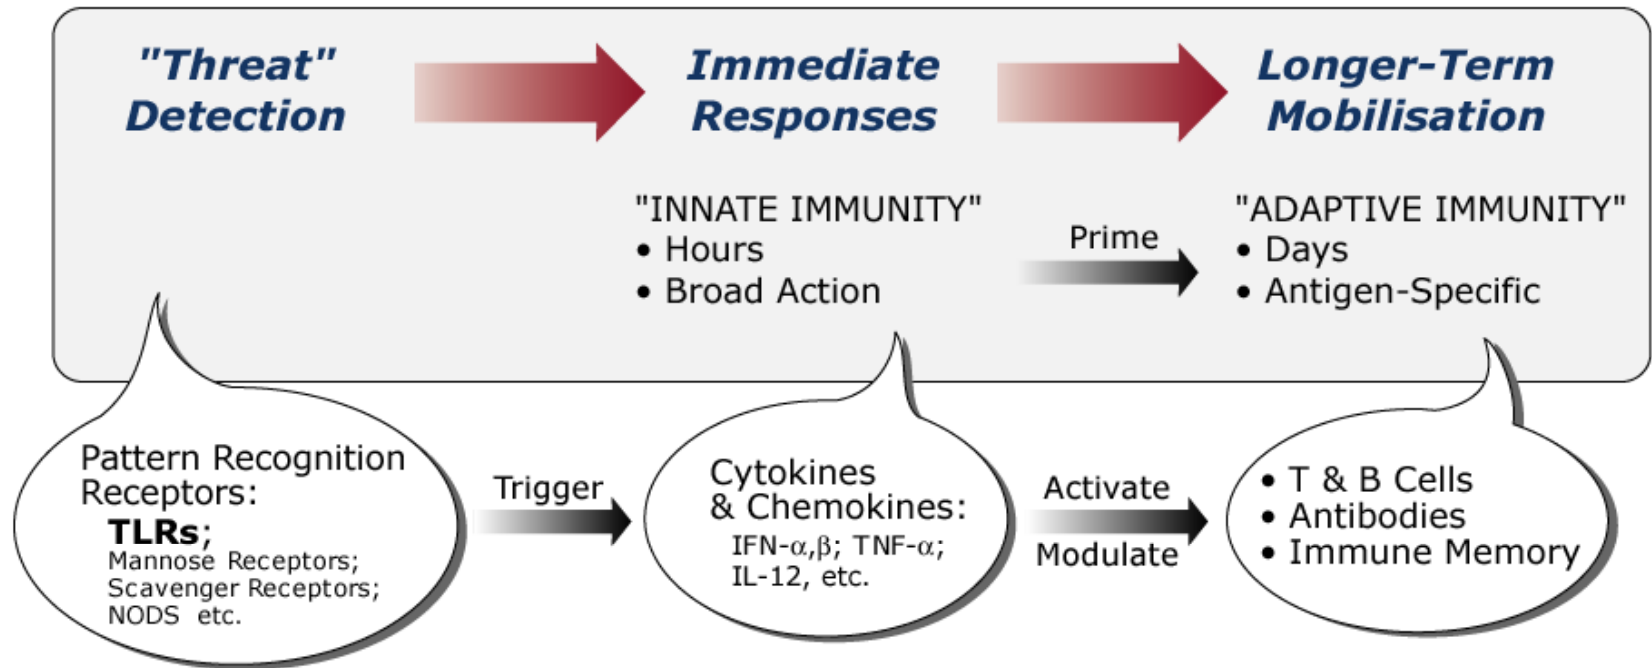 "Threat"
Detection
Immediate
Responses
Longer-Term
Mobilisation
"INNATE IMMUNITY"
• Hours
• Broad Action
Prime
"ADAPTIVE IMMUNITY"
• Days
• Antigen-Specific
Pattern Recognition
Receptors:
TLRs;
Mannose Receptors;
Scavenger Receptors;
NODS etc.
Trigger
Cytokines
& Chemokines:
IFN-α,β; TNF-α;
IL-12, etc.
Activate
Modulate
• T & B Cells
• Antibodies
• Immune Memory